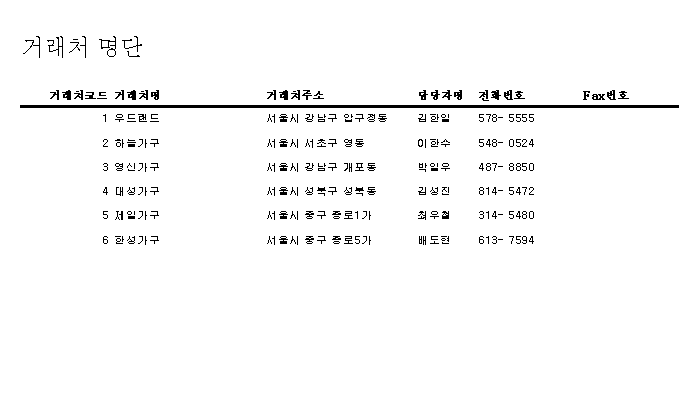 거래처 명단
거래처코드 거래처명 거래처주소 담당자명 전화번호 Fax번호
1 우드랜드 서울시 강남구 압구정동 김한일 578- 5555
2 하늘가구 서울시 서초구 영동 이한수 548- 0524
3 영신가구 서울시 강남구 개포동 박일우 487- 8850
4 대성가구 서울시 성북구 성북동 김성진 814- 5472
5 제일가구 서울시 중구 종로1가 최우철 314- 5480
6 한성가구 서울시 중구 종로5가 배도현 613- 7594